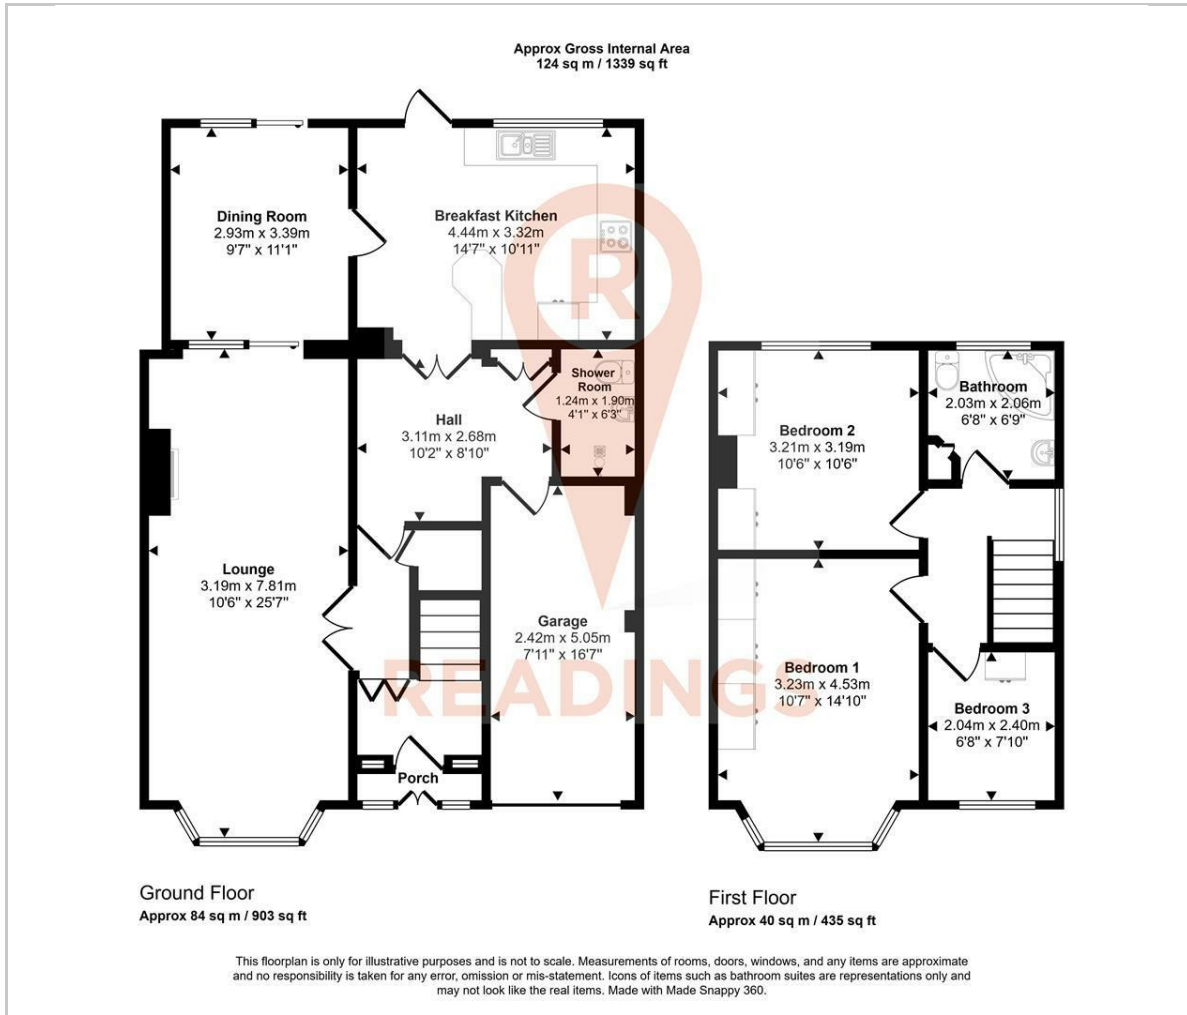 Approx Gross Internal Area
124 sq m / 1339 sq ft
Dining Room
2.93m x 3.39m
9'7" x 11'1"
Breakfast Kitchen
4.44m x 3.32m
14'7" x 10'11"
R
Shower
Room
1.24m x 1.90m
4'1" x 6'3"
Hall
3.11m x 2.68m
10'2" x 8'10"
Lounge
3.19m x 7.81m
10'6" x 25'7"
Garage
2.42m x 5.05m
7'11" x 16'7"
Porch
READINGS
Bedroom 2
3.21m x 3.19m
10'6" x 10'6"
Bathroom
2.03m x 2.06m
6'8" x 6'9"
Bedroom 1
3.23m x 4.53m
10'7" x 14'10"
Bedroom 3
2.04m x 2.40m
6'8" x 7'10"
Ground Floor
Approx 84 sq m / 903 sq ft
First Floor
Approx 40 sq m / 435 sq ft
This floorplan is only for illustrative purposes and is not to scale. Measurements of rooms, doors, windows, and any items are approximate
and no responsibility is taken for any error, omission or mis-statement. Icons of items such as bathroom suites are representations only and
may not look like the real items. Made with Made Snappy 360.